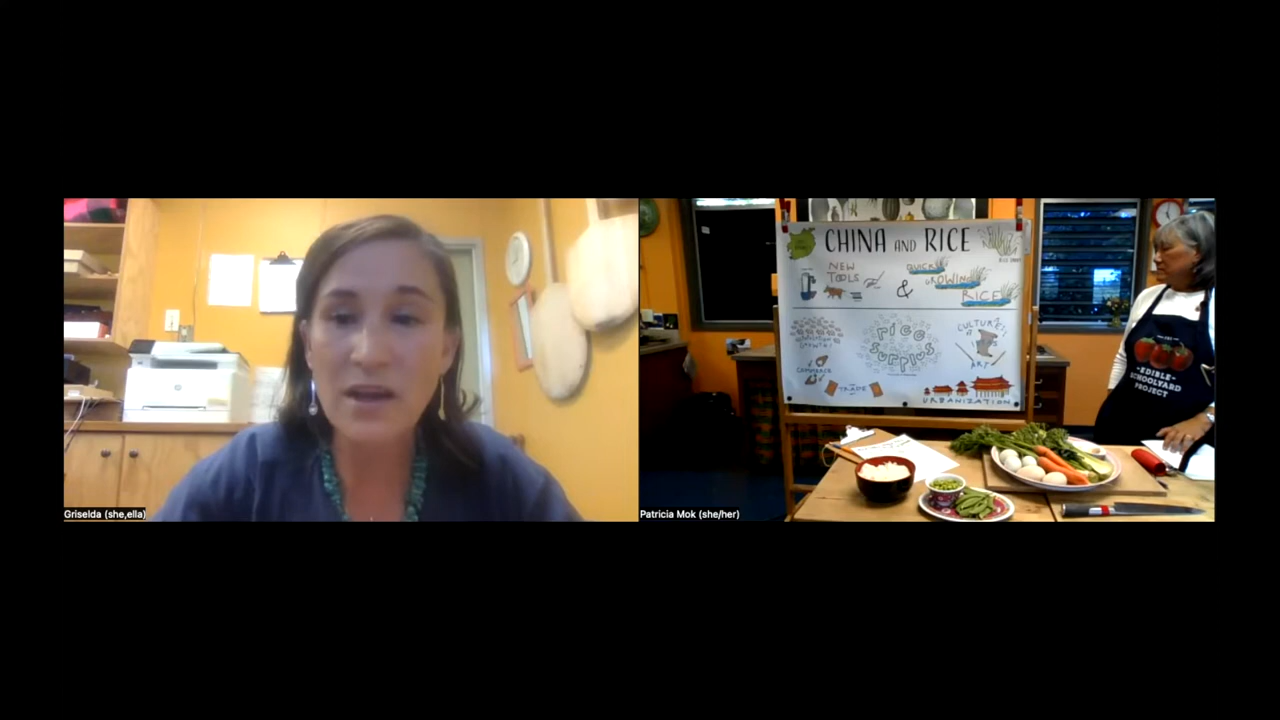 Griselda (she,ella)
CHINA AND RICE
NEW
TOOLS
&
QUICK
GROWING
RICE
rice
surplus
CULTURE
ART
COMMERCE
TRADE
URBANIZATION
-EDIBLE-
SCHOOLYARD
PROJECT
Patricia Mok (she/her)